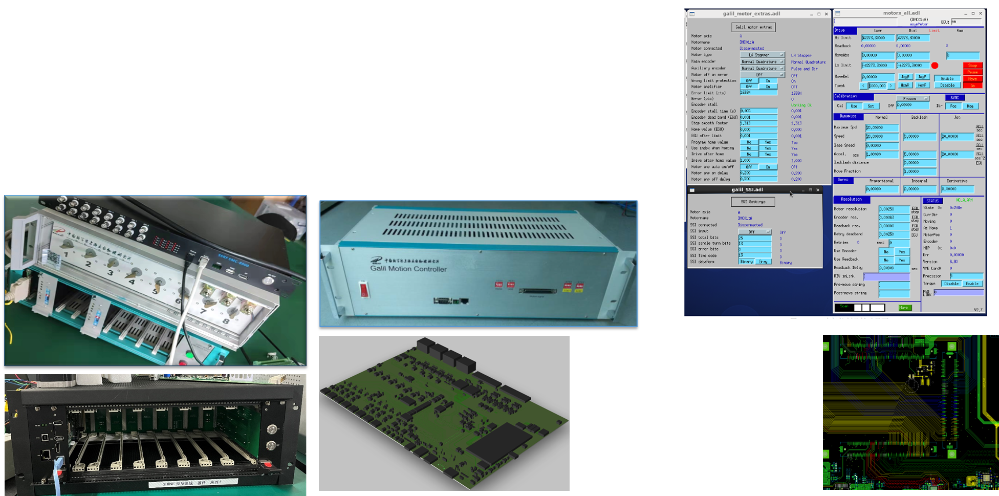 SSRF SMC-8000
1
2
3
4
5
6
7
8
Galil Motion Controller
galil_motor_extras.adl
Galil motor extras
Motor axis A
Motorname DMC01:A
Motor connected Disconnected
Motor type LA Stepper LA Stepper
Main encoder Normal Quadrature Normal Quadrature
Auxiliary encoder Normal Quadrature Pulse and Dir
Motor off on error Off Off
Wrong limit protection Off On On
Motor amplifier Off On
Error limit (cts) 16384 16384
Error (cts) 0
Encoder stall Working Ok
Encoder stall time (s) 0.001 0.001
Encoder dead band (EGU) 0.001 0.001
Step smooth factor 1.313 1.313
Home value (EGU) 0.000 0.000
EGU after limit 0.001 0.001
Program home value No Yes Yes
Use index when homing No Yes Yes
Drive after home No Yes Yes
Drive after home value 1.000 1.000
Motor amp auto on/off Off On Off
Motor amp on delay 0.200 0.200
Motor amp off delay 0.200 0.200
galil_SSI.adl
SSI Settings
Motor axis A
Motorname DMC01:A
SSI connected Disconnected
SSI input Off Off
SSI total bits 25 0
SSI single turn bits 13 0
SSI error bits 0 0
SSI Time code 13 0
SSI dataform Binary Gray Binary
motorx_all.adl
(DMC01:A)
asynMotor
EGU: mm
Drive User Dial Limit Raw
Hi limit 42273.30000 42273.30000
Readback 0.00000 0.00000 0
MoveAbs 0.00000 0.00000 0
Lo limit -42273.30000 -42273.30000
Stop
Pause
MoveRel 0.00000 JogR JogF Enable Move
Tweak < 1000.000 > HomR HomF Disable Go
Calibration Frozen SYNC
Cal Use Set Off 0.00000 Dir Pos Neg
Dynamics Normal Backlash Jog
Maximum Spd 20.00000 EGU sec
Speed 20.00000 0.00000 20.00000 EGU sec
Base Speed 0.00000 EGU sec
Accel. sec 1.00000 5.00000 20.00000 EGU sec^2
Backlash distance 0.00000 EGU
Move Fraction 1.00000
Servo Proportional Integral Derivative
0.00000 0.00000 0.00000
Resolution
Motor resolution 0.00250 EGU step
Encoder res. 0.00063 EGU step
Readback res. 0.00000 EGU step
Retry deadband 0.00250 EGU
Retries 0 max: 0
Use Encoder No Yes
Use Readback No Yes
Readback Delay 0.00000 sec
RBV inLink
Pre-move string
Post-move string
Scan
More
STATUS NO_ALARM
State 0x 0x298e
CurrDir 0
Moving 0
At Home 1
MotorPos 0
Encoder 0
MIP 0x 0x0
Err 0.00000
Version 6.80
VME Card# 0
Precision 5
Torque Disable Enable
FWD LINK 0
V2.7
SHINE 控制系统